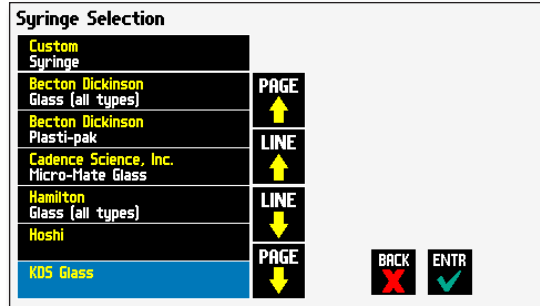 Syringe Selection
Custom
Syringe
Becton Dickinson
Glass (all types)
Becton Dickinson
Plasti-pak
Cadence Science, Inc.
Micro-Mate Glass
Hamilton
Glass (all types)
Hoshi
KDS Glass
PAGE
LINE
LINE
PAGE
BACK
ENTR